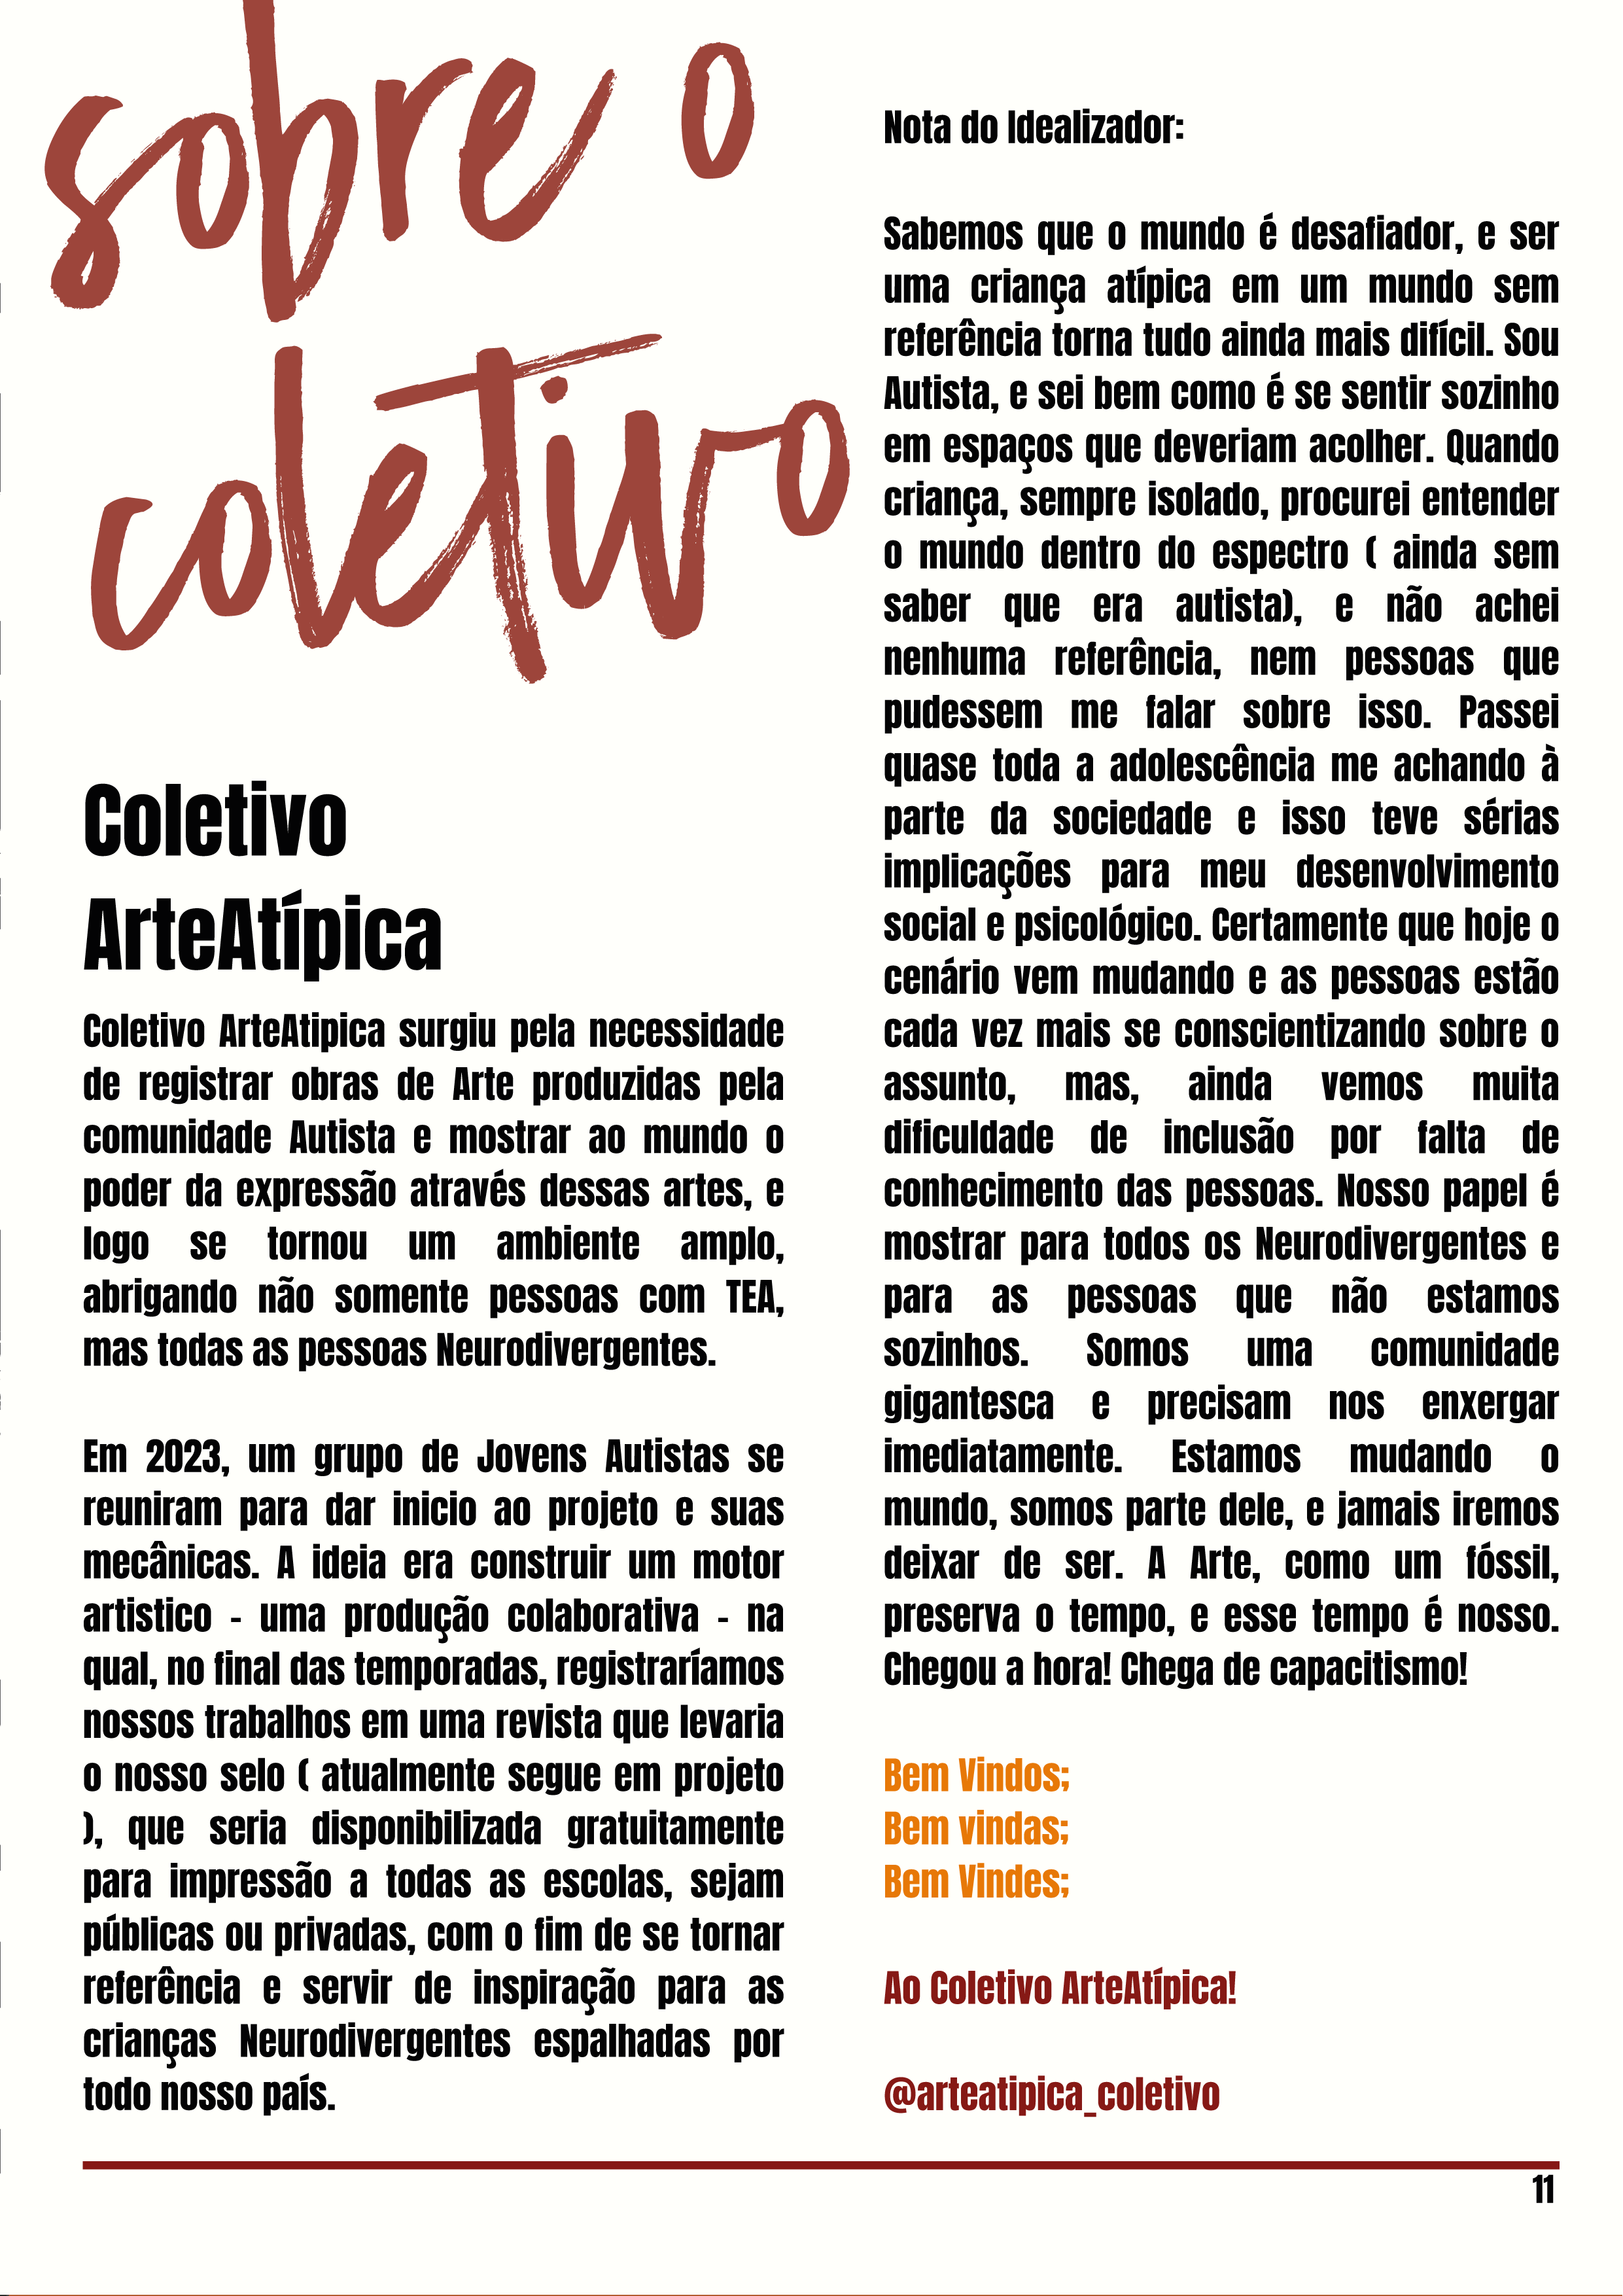 sobre o
coletivo
Coletivo
ArteAtípica
Coletivo ArteAtipica surgiu pela necessidade
de registrar obras de Arte produzidas pela
comunidade Autista e mostrar ao mundo o
poder da expressão através dessas artes, e
logo se tornou um ambiente amplo,
abrigando não somente pessoas com TEA,
mas todas as pessoas Neurodivergentes.
Em 2023, um grupo de Jovens Autistas se
reuniram para dar inicio ao projeto e suas
mecânicas. A ideia era construir um motor
artistico - uma produção colaborativa - na
qual, no final das temporadas, registraríamos
nossos trabalhos em uma revista que levaria
o nosso selo ( atualmente segue em projeto
), que seria disponibilizada gratuitamente
para impressão a todas as escolas, sejam
públicas ou privadas, com o fim de se tornar
referência e servir de inspiração para as
crianças Neurodivergentes espalhadas por
todo nosso país.
Nota do Idealizador:
Sabemos que o mundo é desafiador, e ser
uma criança atípica em um mundo sem
referência torna tudo ainda mais difícil. Sou
Autista, e sei bem como é se sentir sozinho
em espaços que deveriam acolher. Quando
criança, sempre isolado, procurei entender
o mundo dentro do espectro ( ainda sem
saber que era autista), e não achei
nenhuma referência, nem pessoas que
pudessem me falar sobre isso. Passei
quase toda a adolescência me achando à
parte da sociedade e isso teve sérias
implicações para meu desenvolvimento
social e psicológico. Certamente que hoje o
cenário vem mudando e as pessoas estão
cada vez mais se conscientizando sobre o
assunto, mas, ainda vemos muita
dificuldade de inclusão por falta de
conhecimento das pessoas. Nosso papel é
mostrar para todos os Neurodivergentes e
para as pessoas que não estamos
sozinhos. Somos uma comunidade
gigantesca e precisam nos enxergar
imediatamente. Estamos mudando o
mundo, somos parte dele, e jamais iremos
deixar de ser. A Arte, como um fóssil,
preserva o tempo, e esse tempo é nosso.
Chegou a hora! Chega de capacitismo!
Bem Vindos;
Bem vindas;
Bem Vindes;
Ao Coletivo ArteAtípica!
@arteatipica_coletivo
11